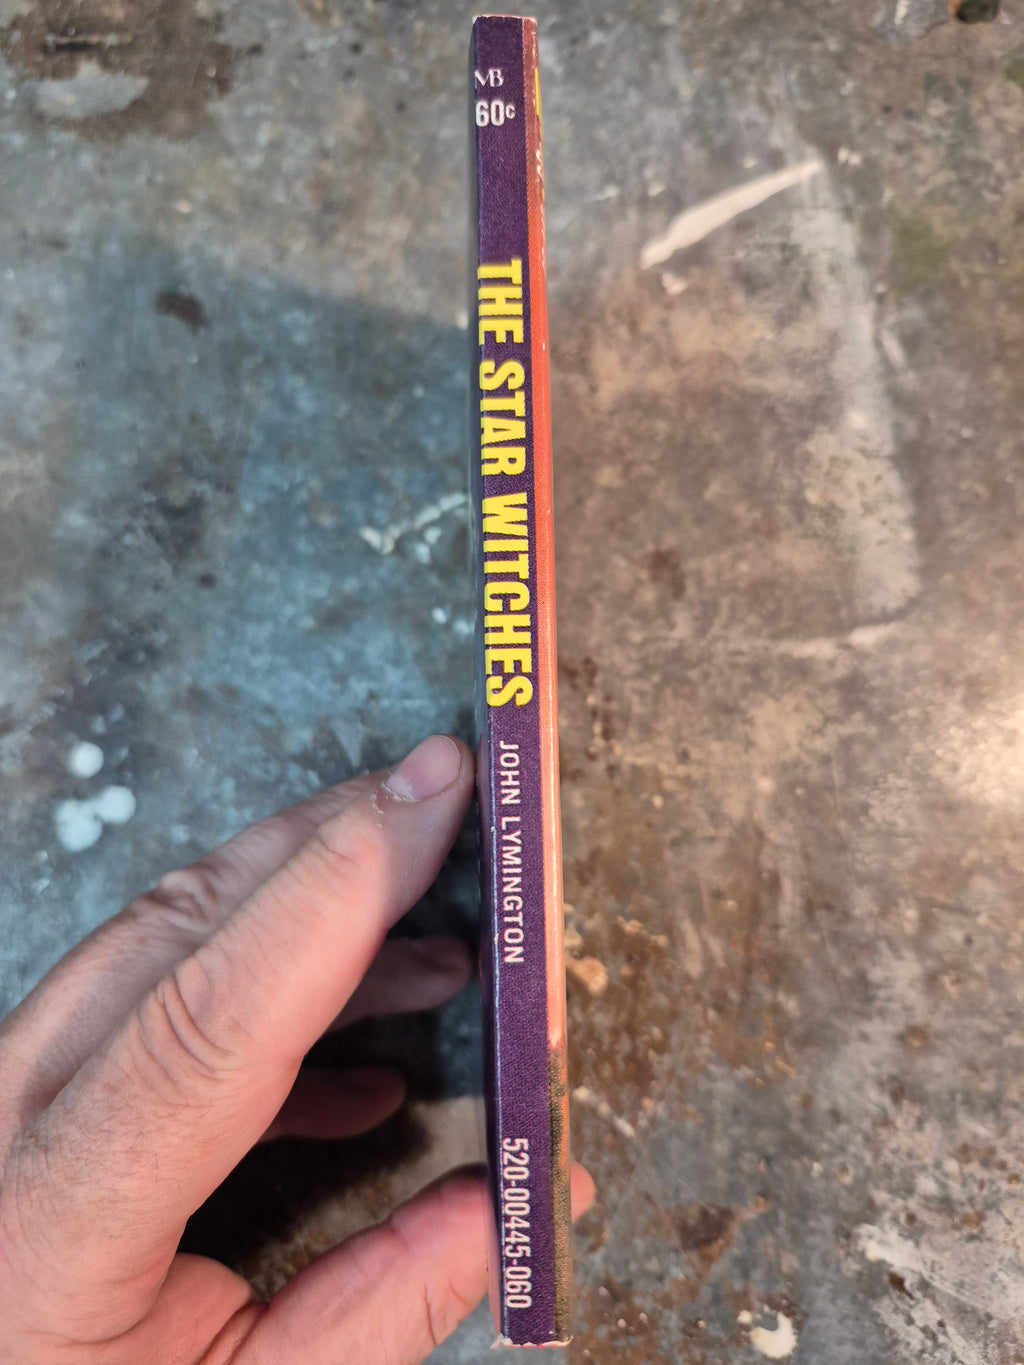 MB
60c
THE STAR WITCHES
JOHN LYMINGTON
520-00445-060